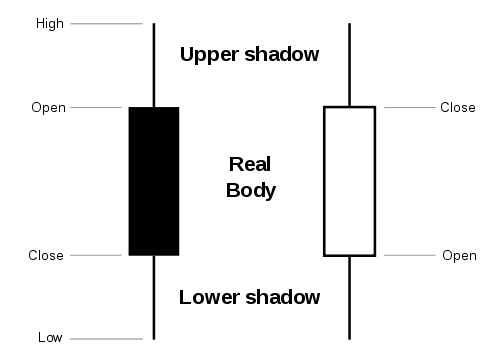 High
Upper shadow
Open
Close
Real
Body
Close
Open
Lower shadow
Low